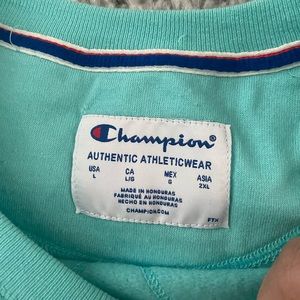 Champion®
AUTHENTIC ATHLETICWEAR
USA CA MEX ASIA
L L/G G 2XL
MADE IN HONDURAS
FABRIQUÉ AU HONDURAS
HECHO EN HONDURAS
CHAMPION.COM
FTX